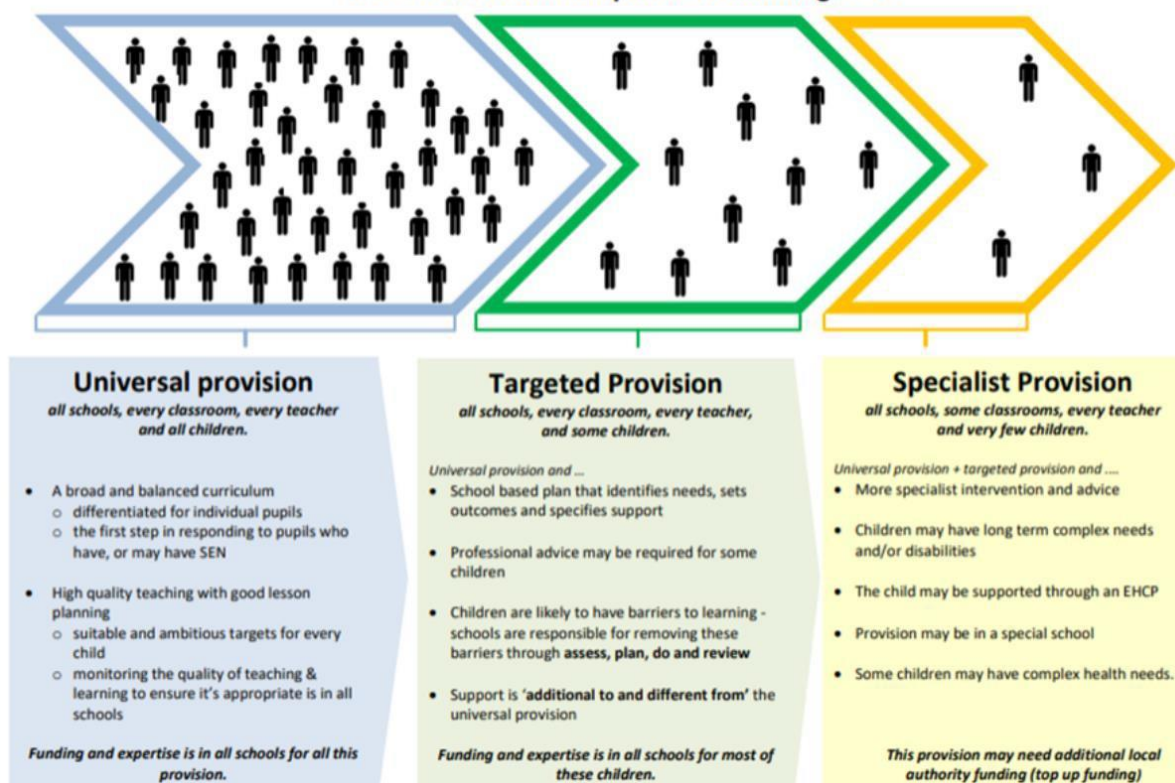 Universal provision
all schools, every classroom, every teacher
and all children.
• A broad and balanced curriculum
o differentiated for individual pupils
o the first step in responding to pupils who
have, or may have SEN
• High quality teaching with good lesson
planning
o suitable and ambitious targets for every
child
o monitoring the quality of teaching &
learning to ensure it's appropriate is in all
schools
Funding and expertise is in all schools for all this
provision.
Targeted Provision
all schools, every classroom, every teacher,
and some children.
Universal provision and ...
• School based plan that identifies needs, sets
outcomes and specifies support
• Professional advice may be required for some
children
• Children are likely to have barriers to learning -
schools are responsible for removing these
barriers through assess, plan, do and review
• Support is 'additional to and different from' the
universal provision
Funding and expertise is in all schools for most of
these children.
Specialist Provision
all schools, some classrooms, every teacher
and very few children.
Universal provision + targeted provision and ....
• More specialist intervention and advice
• Children may have long term complex needs
and/or disabilities
• The child may be supported through an EHCP
• Provision may be in a special school
• Some children may have complex health needs.
This provision may need additional local
authority funding (top up funding)